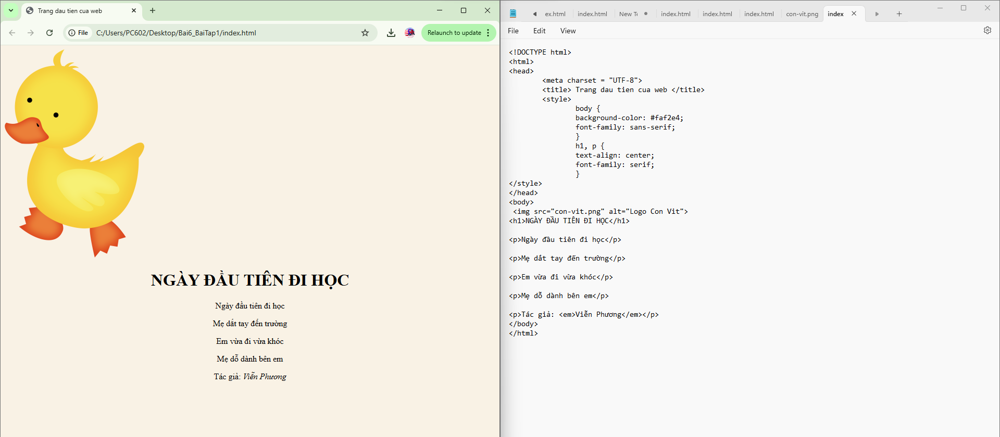 Trang dau tien cua web
File
C:/Users/PC602/Desktop/Bai6_BaiTap1/index.html
Relaunch to update
NGÀY ĐẦU TIÊN ĐI HỌC
Ngày đầu tiên đi học
Mẹ dắt tay đến trường
Em vừa đi vừa khóc
Mẹ dỗ dành bên em
Tác giả: Viễn Phương
ex.html
index.html
New Te
index.html
index.html
index.html
con-vit.png
index
File
Edit
View
<!DOCTYPE html>
<html>
<head>
<meta charset = "UTF-8">
<title> Trang dau tien cua web </title>
<style>
body {
background-color: #faf2e4;
font-family: sans-serif;
}
h1, p {
text-align: center;
font-family: serif;
}
</style>
</head>
<body>
<img src="con-vit.png" alt="Logo Con Vit">
<h1>NGÀY ĐẦU TIÊN ĐI HỌC</h1>
<p>Ngày đầu tiên đi học</p>
<p>Mẹ dắt tay đến trường</p>
<p>Em vừa đi vừa khóc</p>
<p>Mẹ dỗ dành bên em</p>
<p>Tác giả: <em>Viễn Phương</em></p>
</body>
</html>